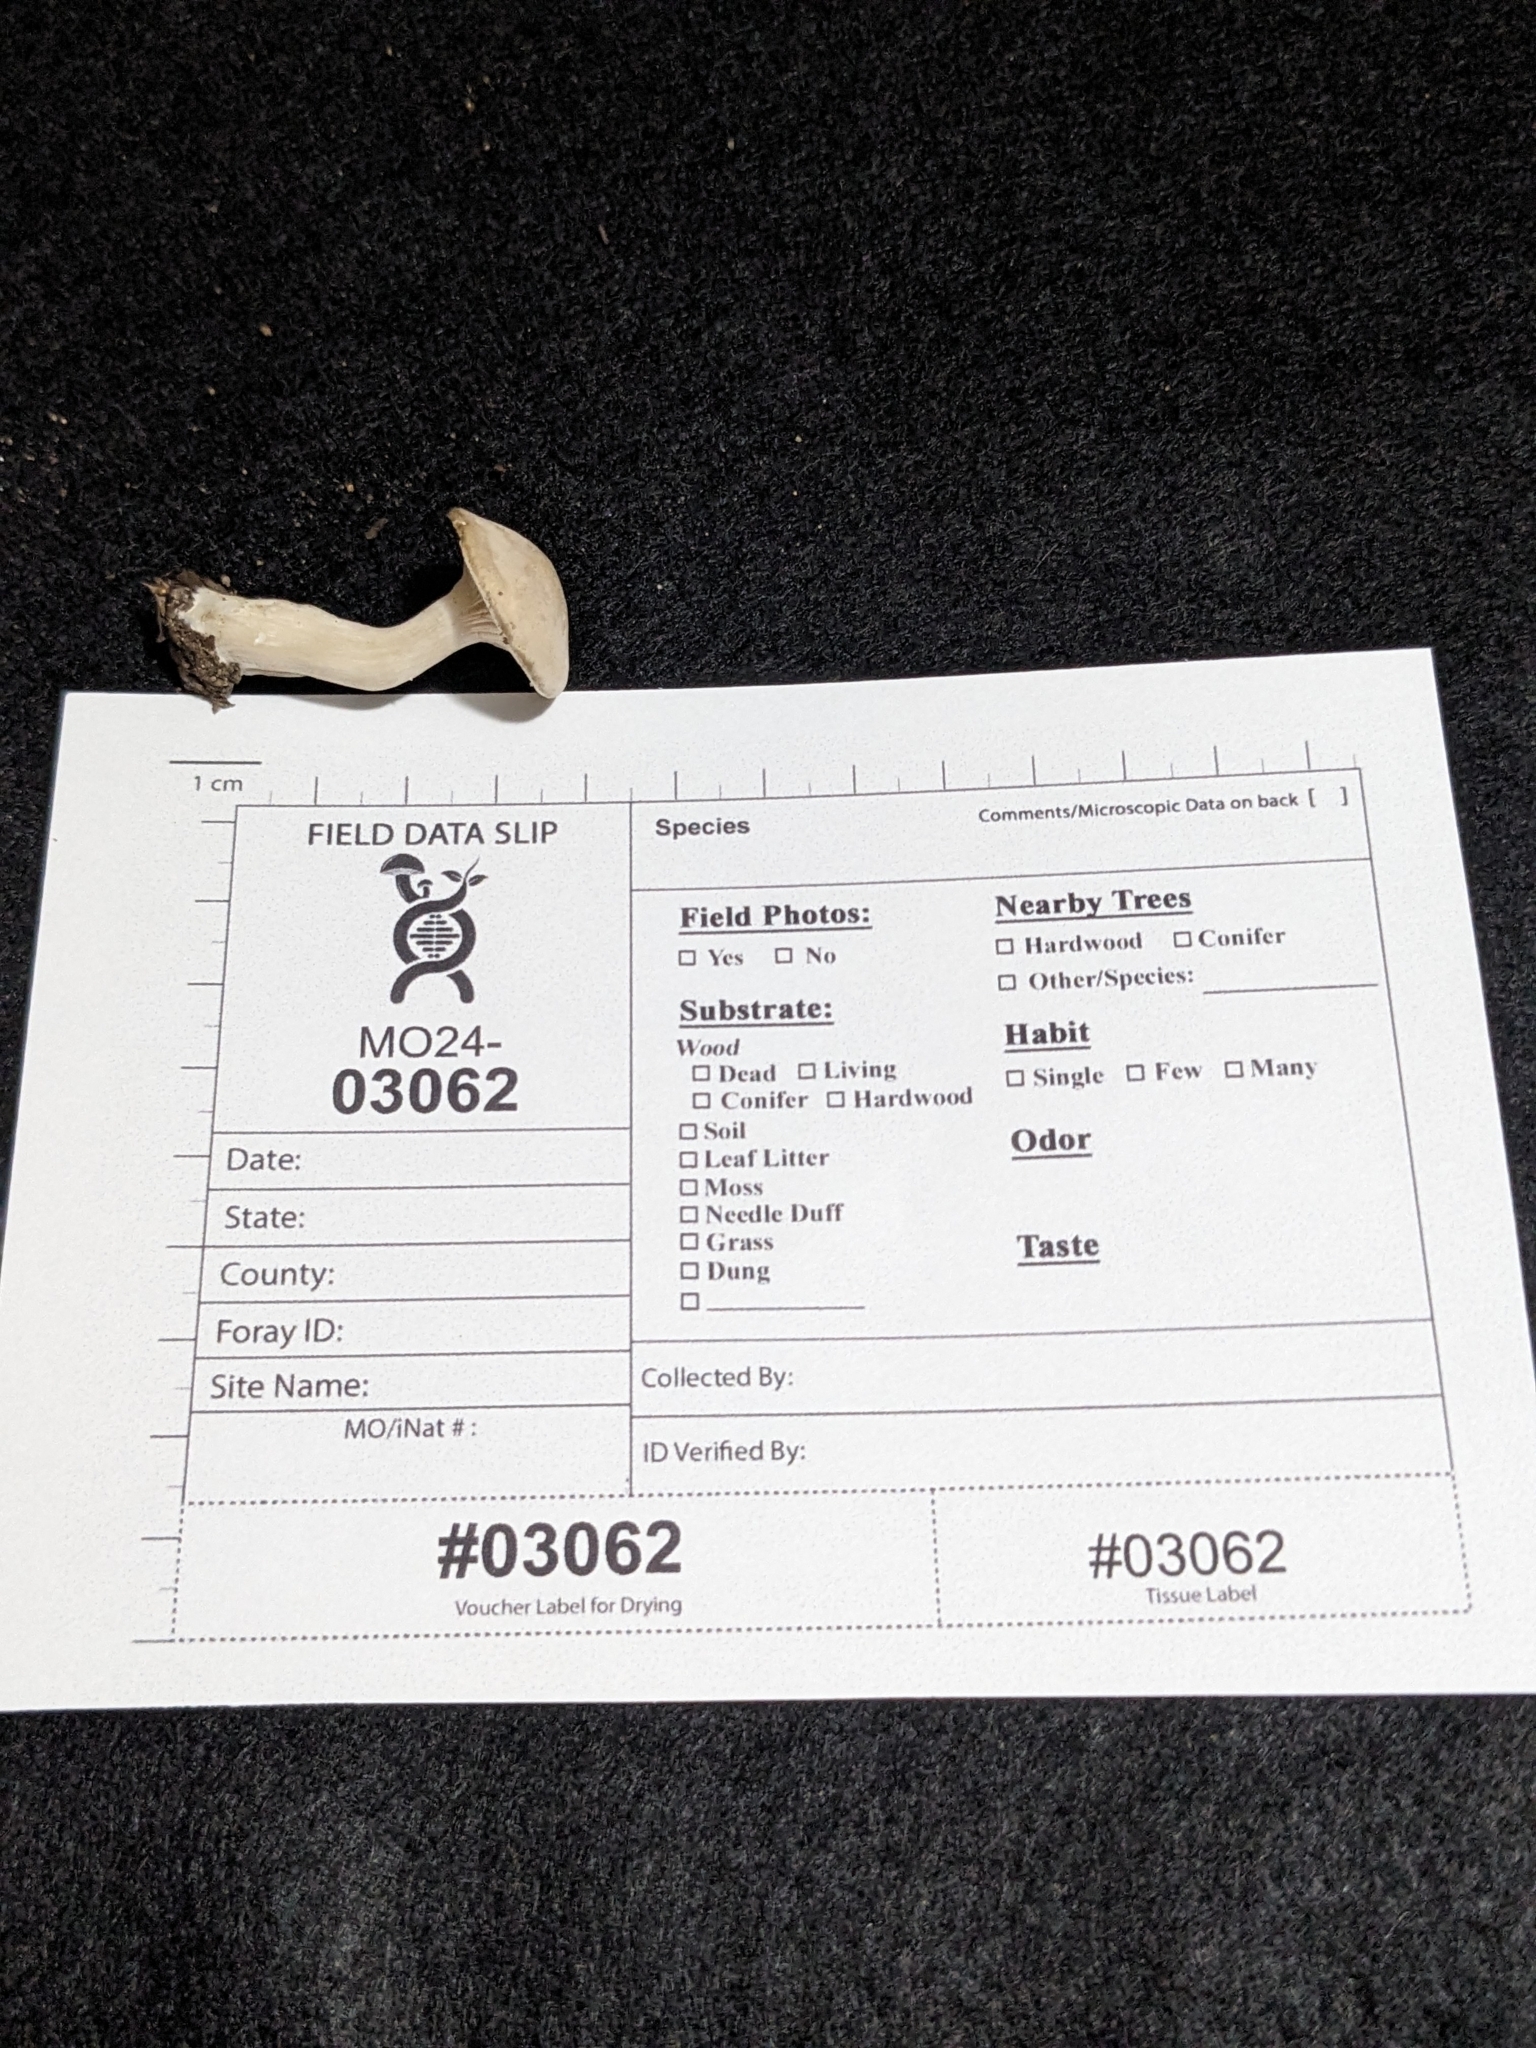 1 cm
FIELD DATA SLIP
MO24-
03062
Date:
State:
County:
Foray ID:
Site Name:
MO/iNat # :
Species
Comments/Microscopic Data on back [ ]
Field Photos:
Yes No
Substrate:
Wood
Dead Living
Conifer Hardwood
Soil
Leaf Litter
Moss
Needle Duff
Grass
Dung
Nearby Trees
Hardwood Conifer
Other/Species:
Habit
Single Few Many
Odor
Taste
Collected By:
ID Verified By:
#03062
Voucher Label for Drying
#03062
Tissue Label